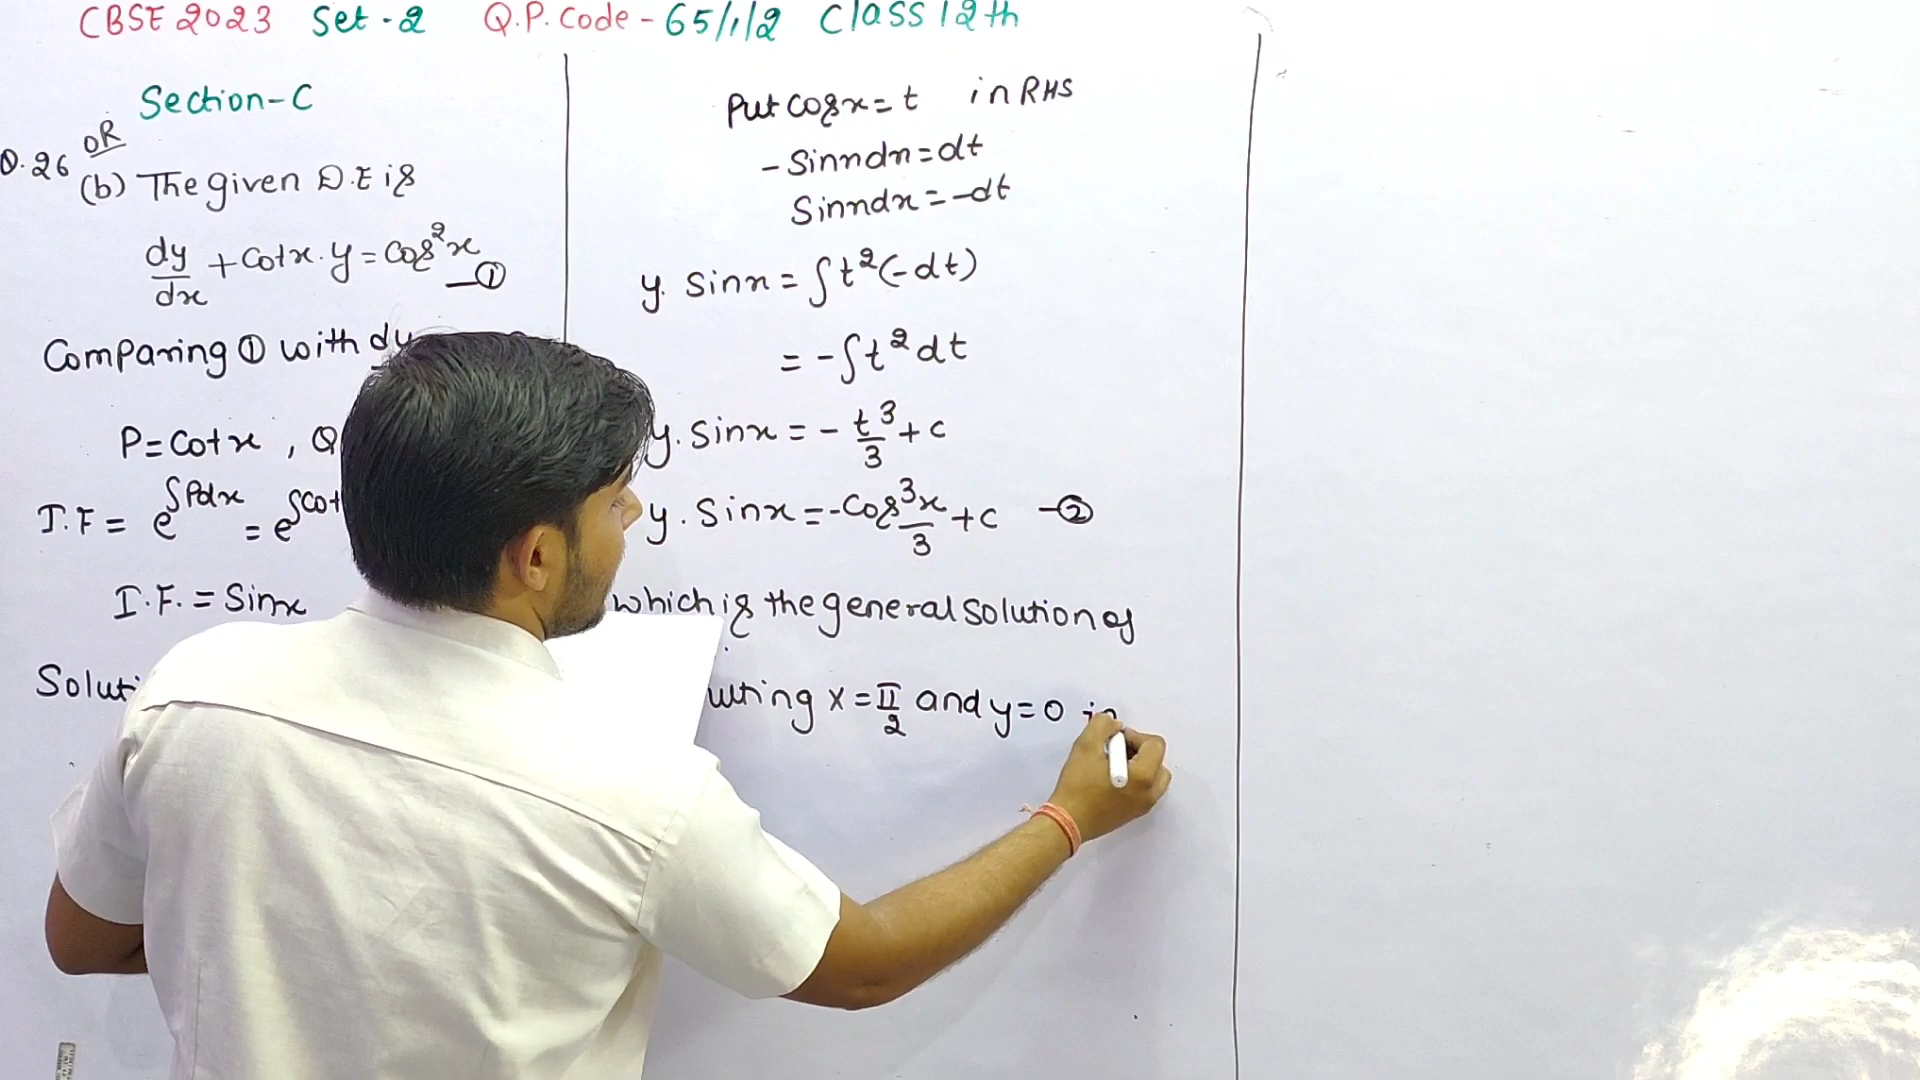 CBSE 2023 Set-2 Q.P. Code - 65/1/2 Class 12th
Section-C
OR
Q.26
(b) The given D.E is
dy/dx + Cotx.y = Cos²x —①
Comparing ① with dy
P = Cotx , Q
I.F = e^∫Pdx = e^∫Cot
I.F. = Sinx
Put Cosx = t in RHS
-Sinxdx = dt
Sinxdx = -dt
y. Sinx = ∫t²(-dt)
= -∫t²dt
y. Sinx = - t³/3 + c
y. Sinx = - Cos³x/3 + c —②
which is the general Solution of
x = π/2 and y = 0 in